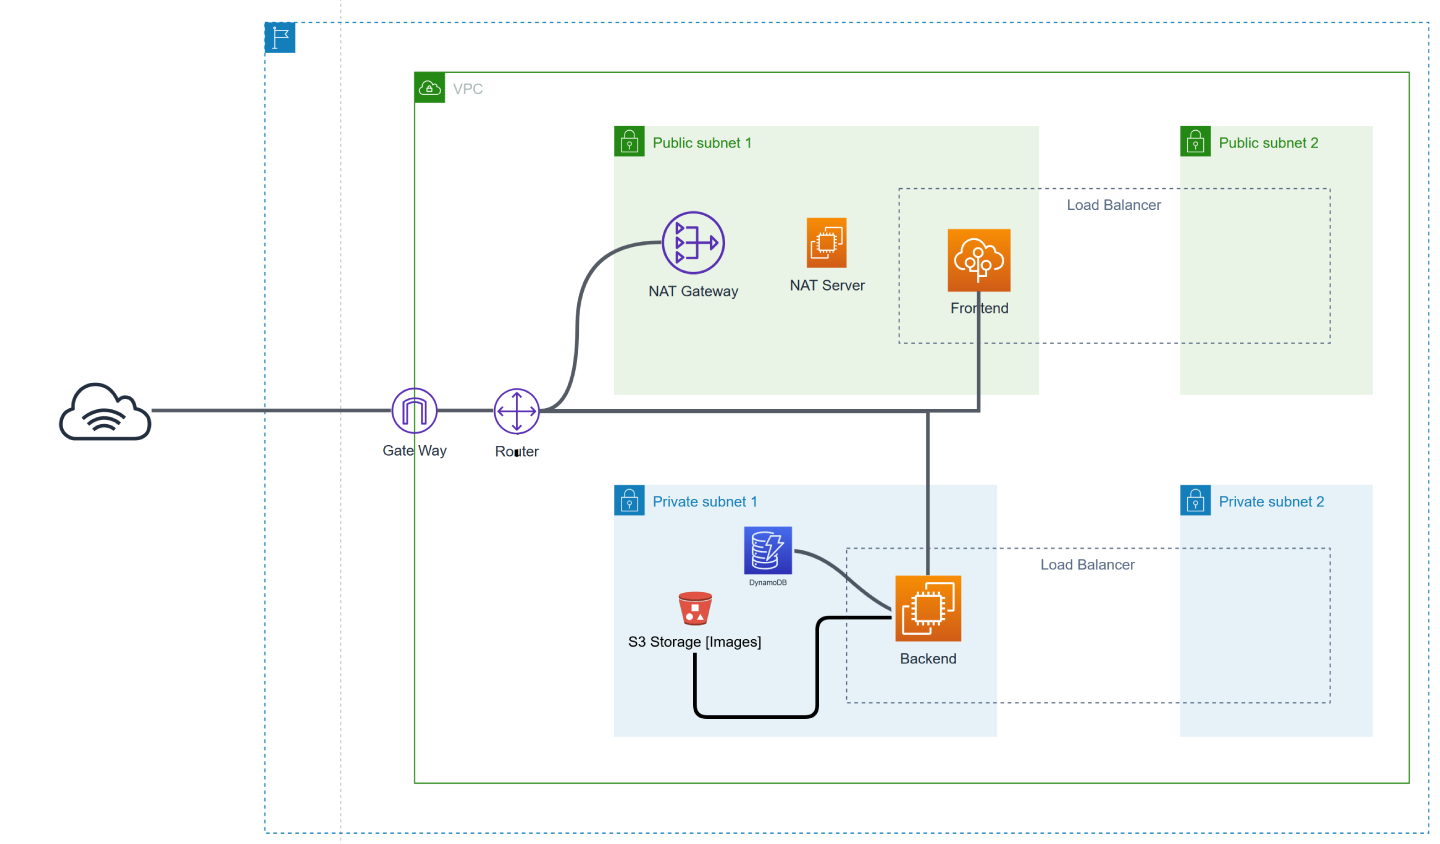 VPC
Public subnet 1
Public subnet 2
Load Balancer
NAT Gateway
NAT Server
Frontend
Gate Way
Router
Private subnet 1
Private subnet 2
DynamoDB
Load Balancer
S3 Storage [Images]
Backend